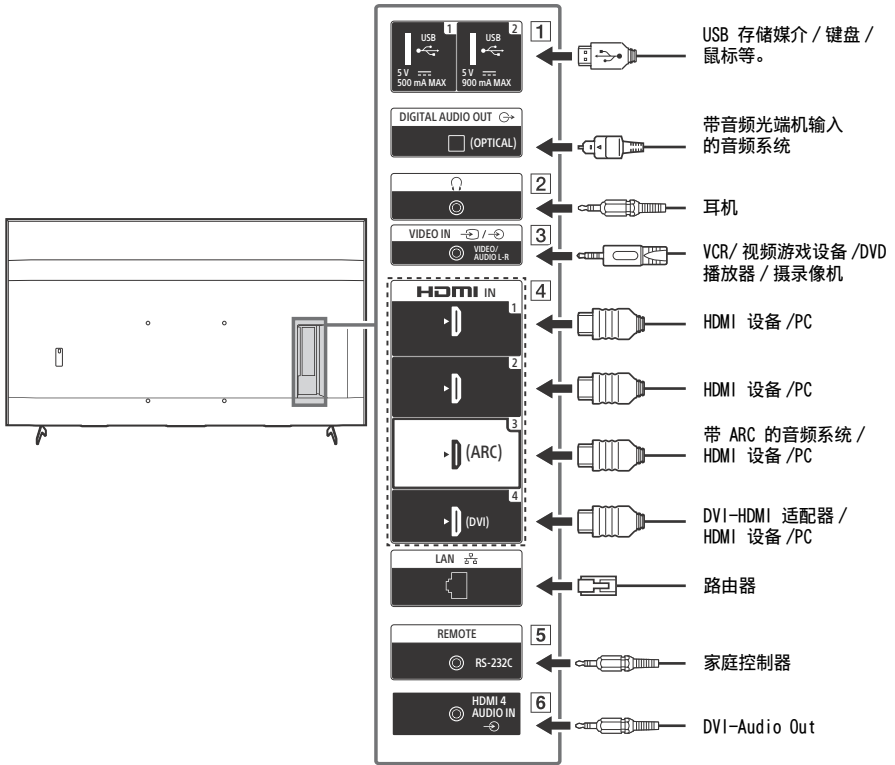 1
USB
5 V
500 mA MAX
2
USB
5 V
900 mA MAX
1
USB 存储媒介 / 键盘 /
鼠标等。
DIGITAL AUDIO OUT
(OPTICAL)
带音频光端机输入
的音频系统
2
耳机
VIDEO IN
/
VIDEO/
AUDIO L-R
3
VCR/ 视频游戏设备 /DVD
播放器 / 摄录像机
HDMI IN
4
1
HDMI 设备 /PC
2
HDMI 设备 /PC
3
(ARC)
带 ARC 的音频系统 /
HDMI 设备 /PC
4
(DVI)
DVI-HDMI 适配器 /
HDMI 设备 /PC
LAN
路由器
REMOTE
RS-232C
5
家庭控制器
HDMI 4
AUDIO IN
6
DVI-Audio Out